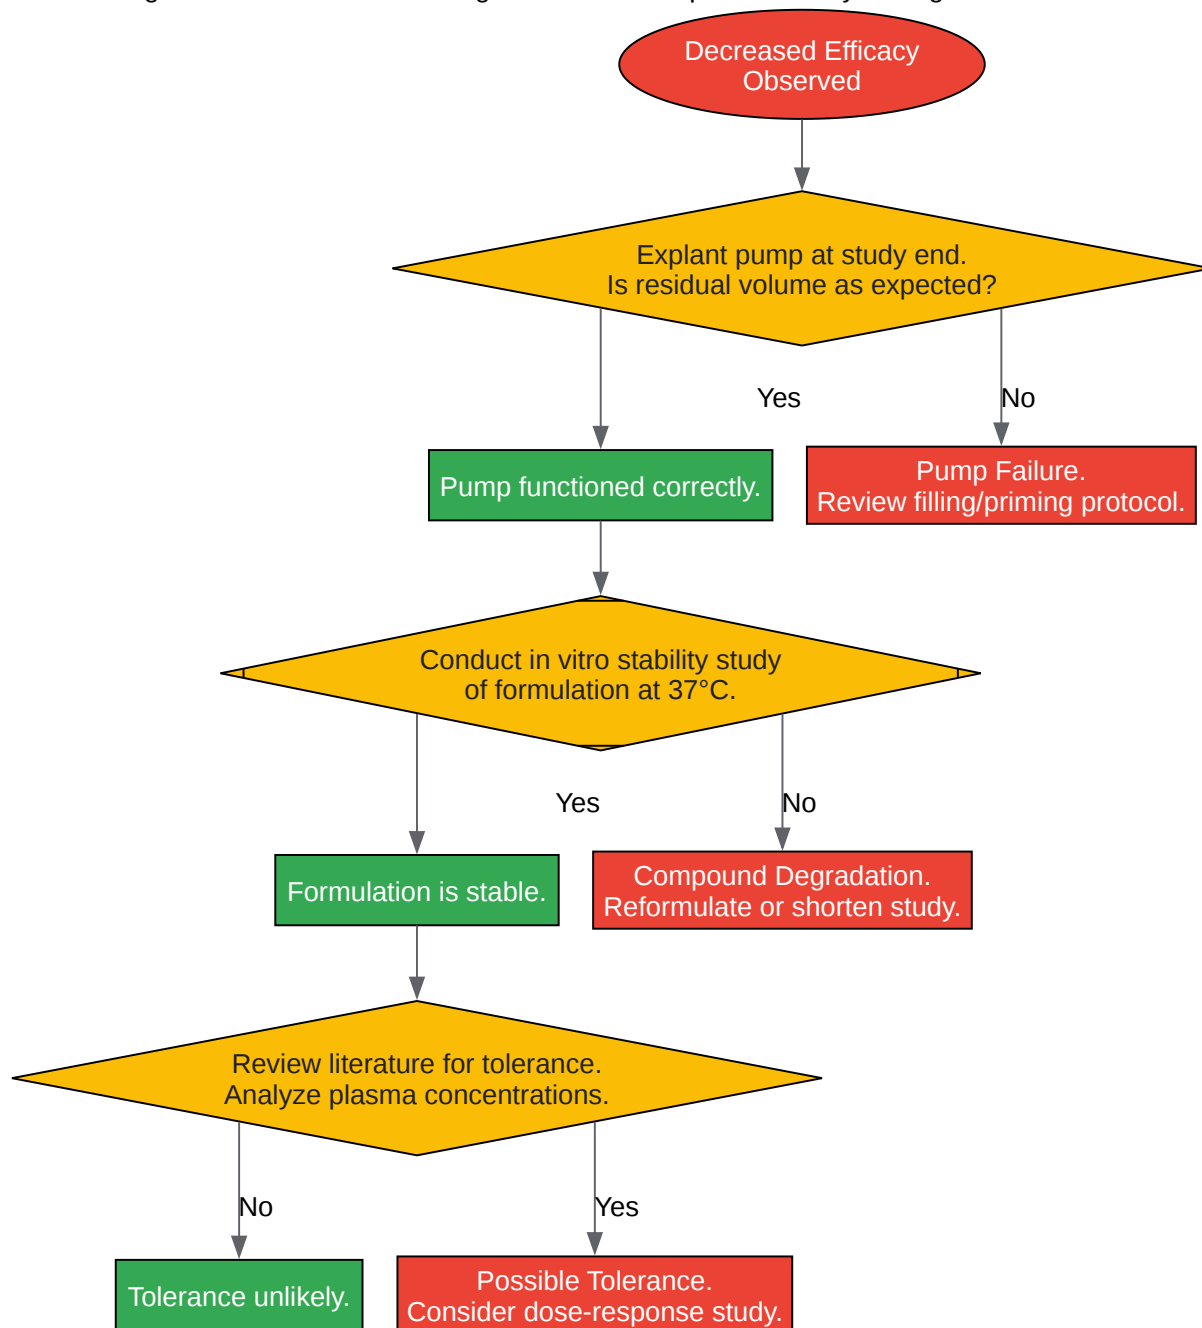 Decreased Efficacy
Observed
Explant pump at study end.
Is residual volume as expected?
Yes
No
Pump functioned correctly.
Pump Failure.
Review filling/priming protocol.
Conduct in vitro stability study
of formulation at 37°C.
Yes
No
Formulation is stable.
Compound Degradation.
Reformulate or shorten study.
Review literature for tolerance.
Analyze plasma concentrations.
No
Yes
Tolerance unlikely.
Possible Tolerance.
Consider dose-response study.